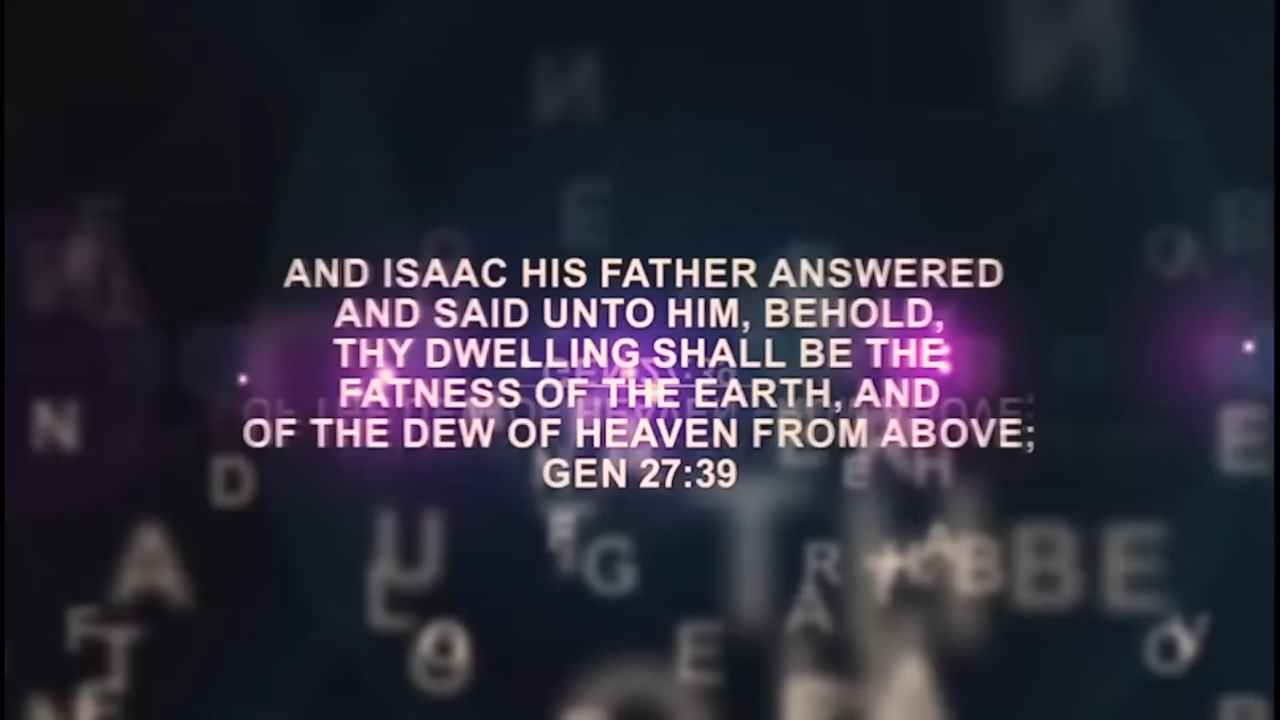 AND ISAAC HIS FATHER ANSWERED
AND SAID UNTO HIM, BEHOLD,
THY DWELLING SHALL BE THE
FATNESS OF THE EARTH, AND
OF THE DEW OF HEAVEN FROM ABOVE;
GEN 27:39